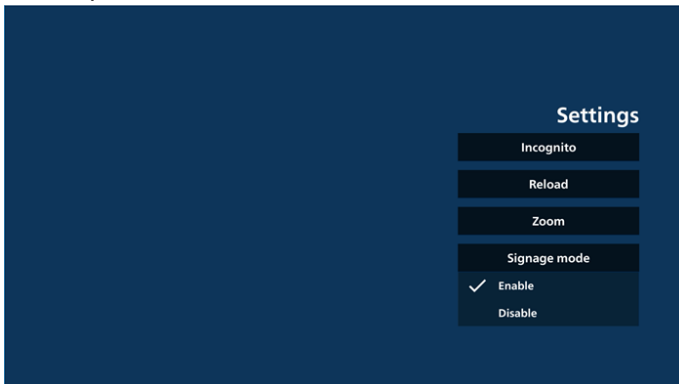 Settings
Incognito
Reload
Zoom
Signage mode
Enable
Disable